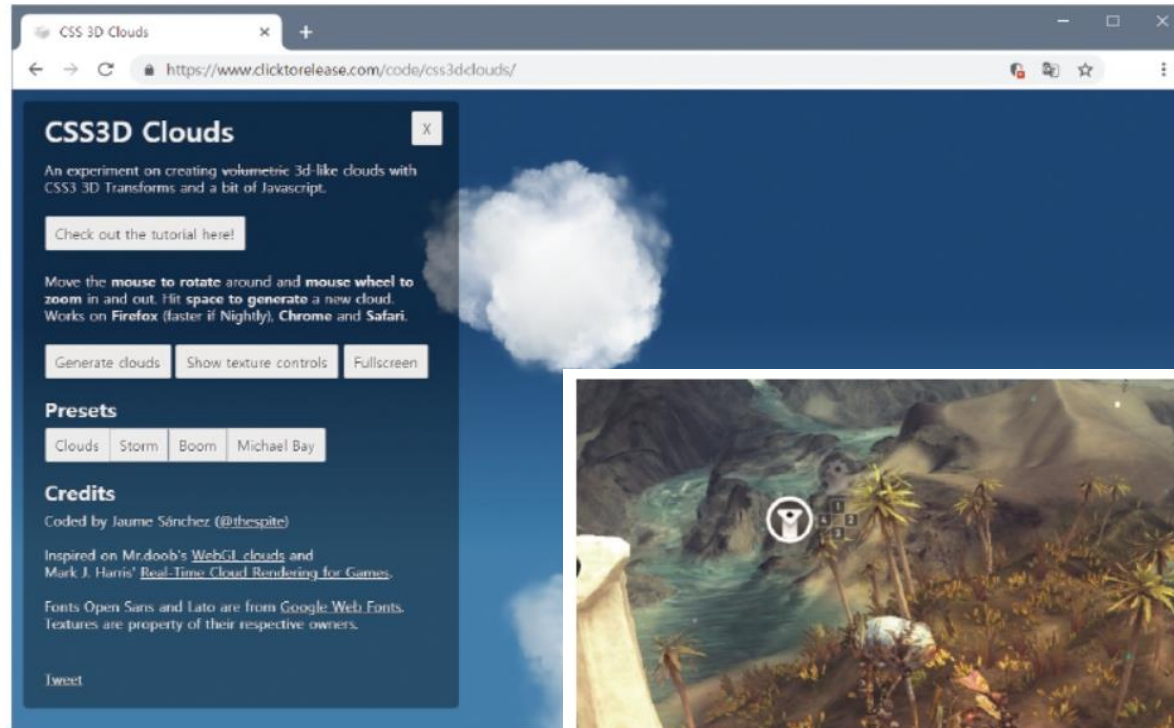 CSS 3D Clouds
https://www.clicktorelease.com/code/css3dclouds/
CSS3D Clouds
X
An experiment on creating volumetric 3d-like clouds with
CSS3 3D Transforms and a bit of Javascript.
Check out the tutorial here!
Move the mouse to rotate around and mouse wheel to
zoom in and out. Hit space to generate a new cloud.
Works on Firefox (faster if Nightly), Chrome and Safari.
Generate clouds Show texture controls Fullscreen
Presets
Clouds Storm Boom Michael Bay
Credits
Coded by Jaume Sánchez (@thespite)
Inspired on Mr.doob's WebGL clouds and
Mark J. Harris' Real-Time Cloud Rendering for Games.
Fonts Open Sans and Lato are from Google Web Fonts.
Textures are property of their respective owners.
Tweet
1
4 2
3